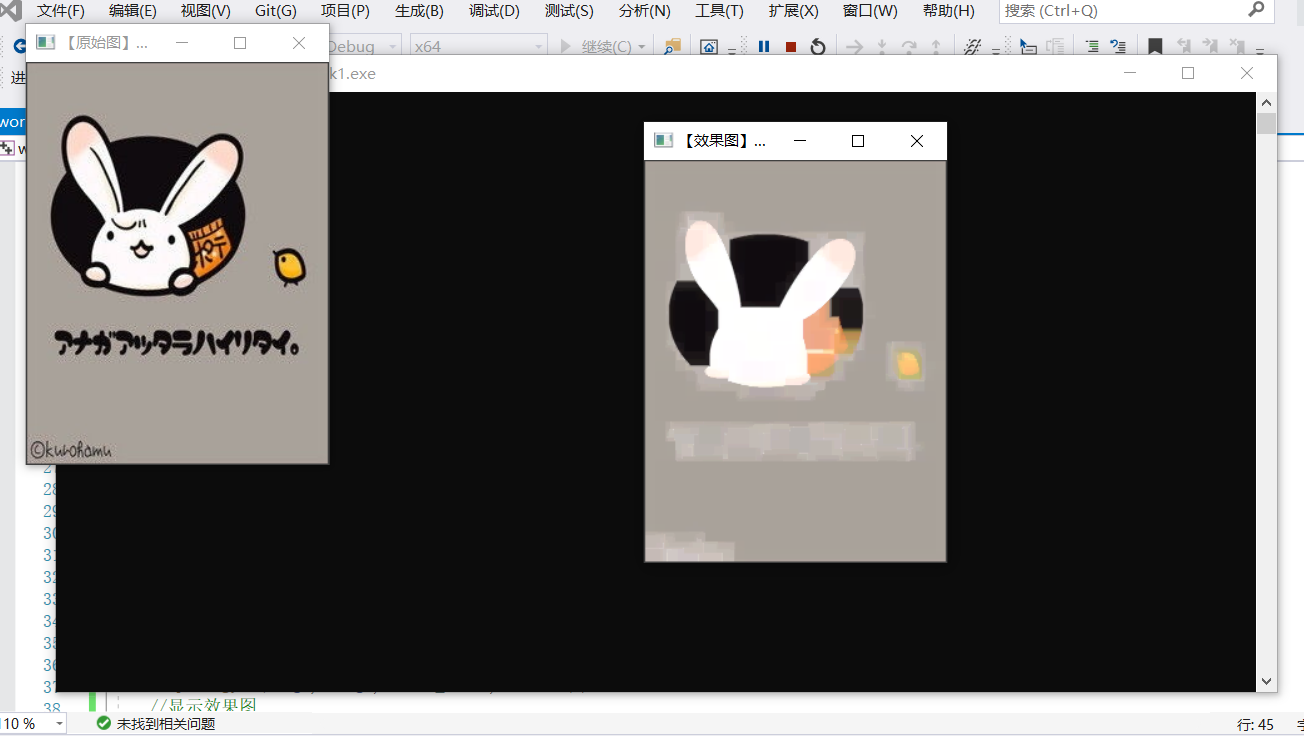 文件(F) 编辑(E) 视图(V) Git(G) 项目(P) 生成(B) 调试(D) 测试(S) 分析(N) 工具(T) 扩展(X) 窗口(W) 帮助(H) 搜索 (Ctrl+Q)
【原始图】...
Debug x64 继续(C)
进
k1.exe
wor
【效果图】...
アナガアッタラハイリタイ。
©kurohamu
28
29
30
31
32
33
34
35
36
37
38 //显示效果图
110 % 未找到相关问题 行: 45 字